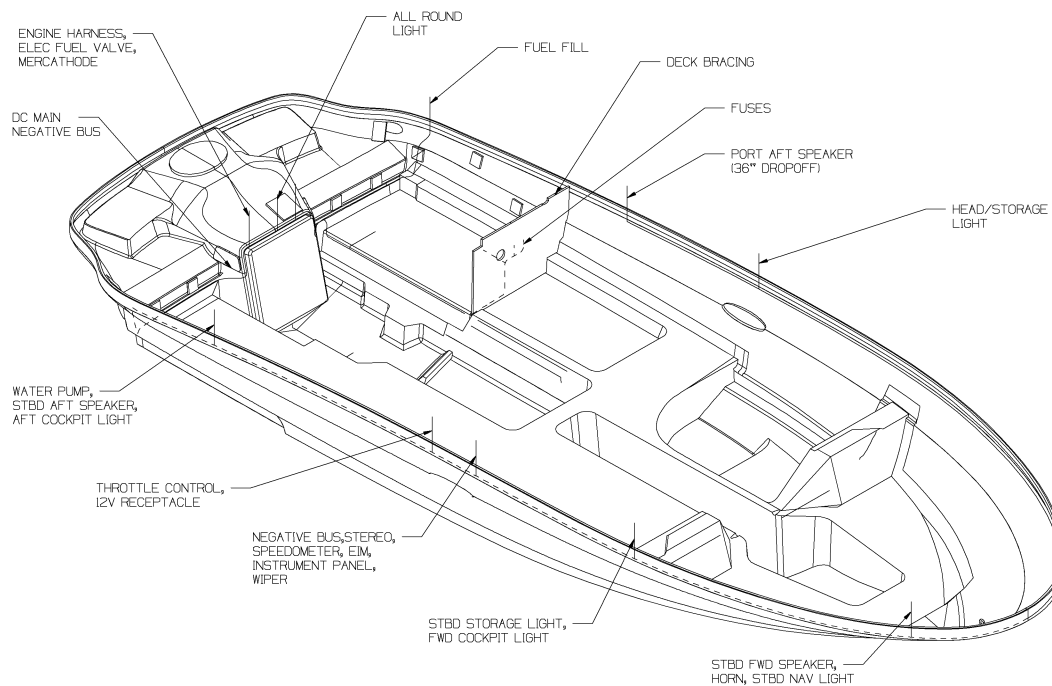 ALL ROUND
LIGHT
ENGINE HARNESS,
ELEC FUEL VALVE,
MERCATHODE
FUEL FILL
DECK BRACING
DC MAIN
NEGATIVE BUS
FUSES
PORT AFT SPEAKER
(36" DROPOFF)
HEAD/STORAGE
LIGHT
WATER PUMP,
STBD AFT SPEAKER,
AFT COCKPIT LIGHT
THROTTLE CONTROL,
12V RECEPTACLE
NEGATIVE BUS,STEREO,
SPEEDOMETER, EIM,
INSTRUMENT PANEL,
WIPER
STBD STORAGE LIGHT,
FWD COCKPIT LIGHT
STBD FWD SPEAKER,
HORN, STBD NAV LIGHT